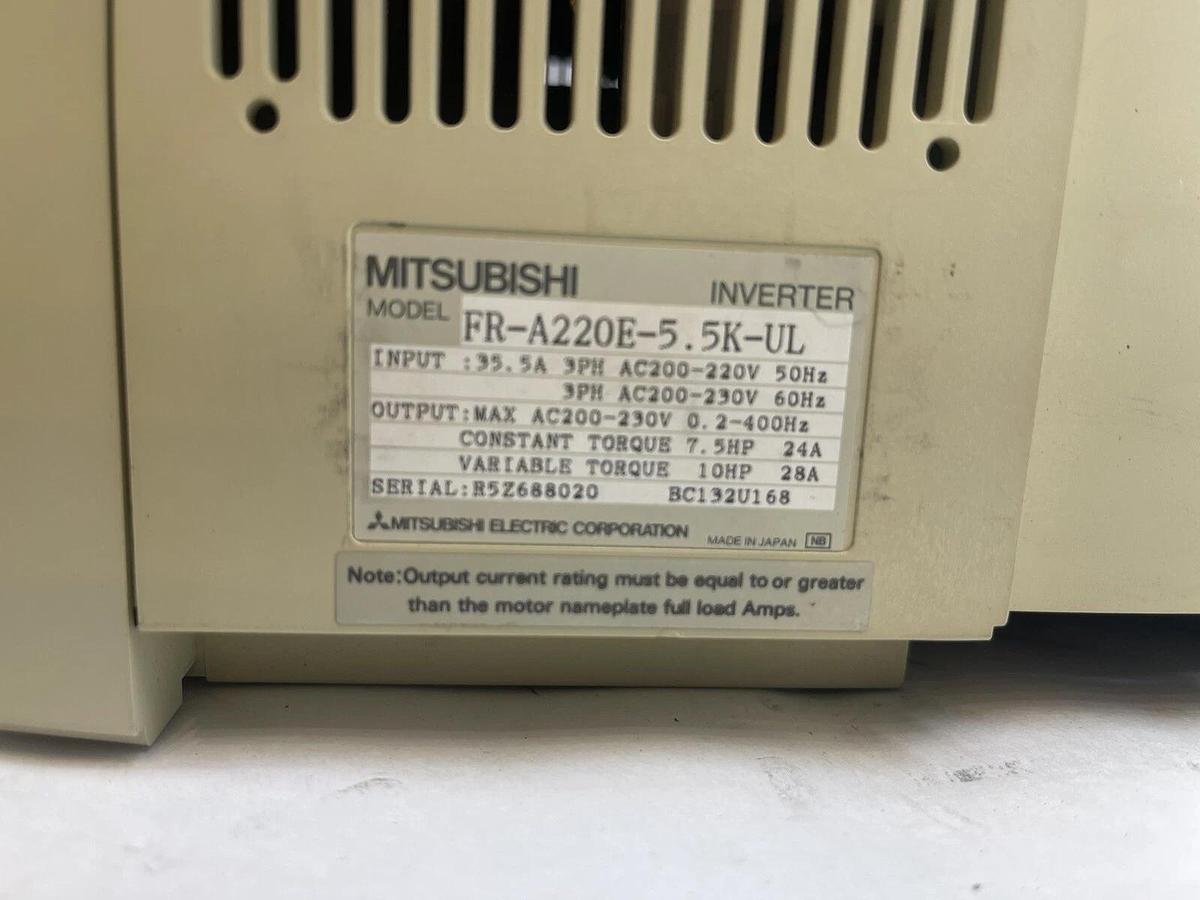 MITSUBISHI INVERTER
MODEL FR-A220E-5.5K-UL
INPUT :35.5A 3PH AC200-220V 50Hz
3PH AC200-230V 60Hz
OUTPUT:MAX AC200-230V 0.2-400Hz
CONSTANT TORQUE 7.5HP 24A
VARIABLE TORQUE 10HP 28A
SERIAL:R5Z688020 BC132U168
MITSUBISHI ELECTRIC CORPORATION MADE IN JAPAN NB
Note:Output current rating must be equal to or greater
than the motor nameplate full load Amps.